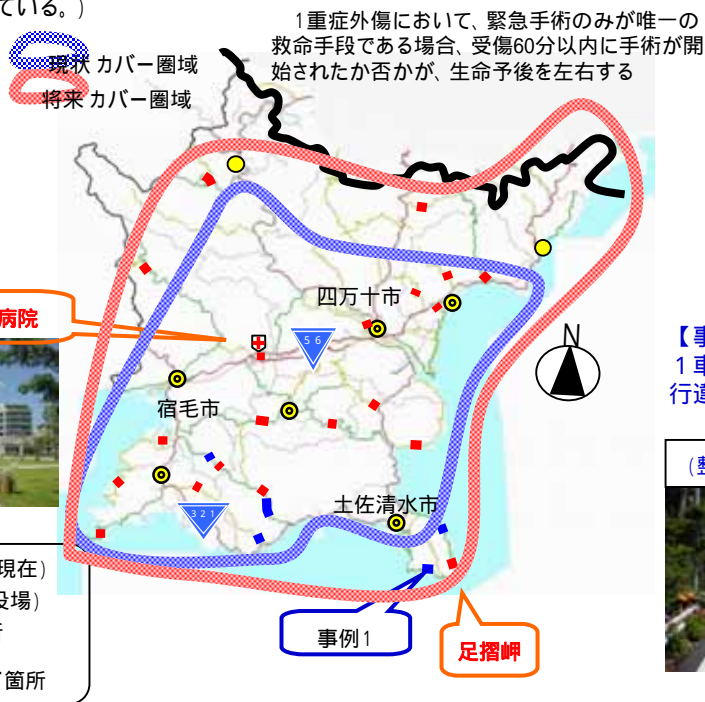 ている。)
1重症外傷において、緊急手術のみが唯一の
救命手段である場合、受傷60分以内に手術が開
始されたか否かが、生命予後を左右する
現状 カバー圏域
将来 カバー圏域
四万十市
病院
56
N
宿毛市
【事
1車
行違
土佐清水市
321
現在)
役場)
箇所
事例1
足摺岬